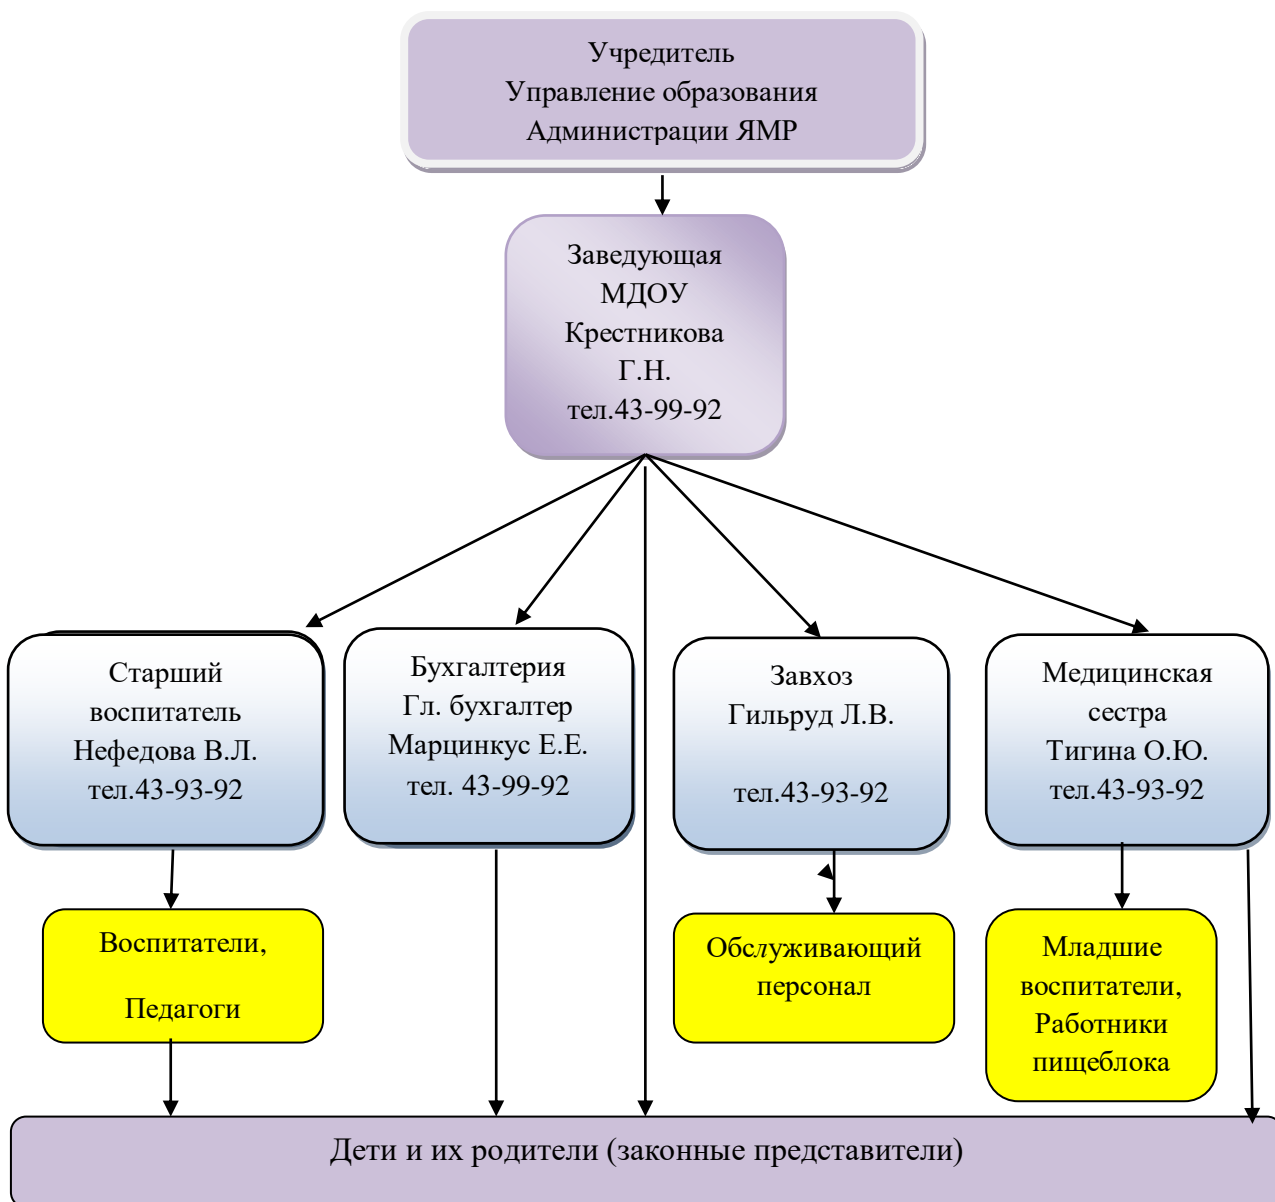 Учредитель
Управление образования
Администрации ЯМР
Заведующая
МДОУ
Крестникова
Г.Н.
тел.43-99-92
Старший
воспитатель
Нефедова В.Л.
тел.43-93-92
Бухгалтерия
Гл. бухгалтер
Марцинкус Е.Е.
тел. 43-99-92
Завхоз
Гильруд Л.В.
тел.43-93-92
Медицинская
сестра
Тигина О.Ю.
тел.43-93-92
Воспитатели,
Педагоги
Обслуживающий
персонал
Младшие
воспитатели,
Работники
пищеблока
Дети и их родители (законные представители)